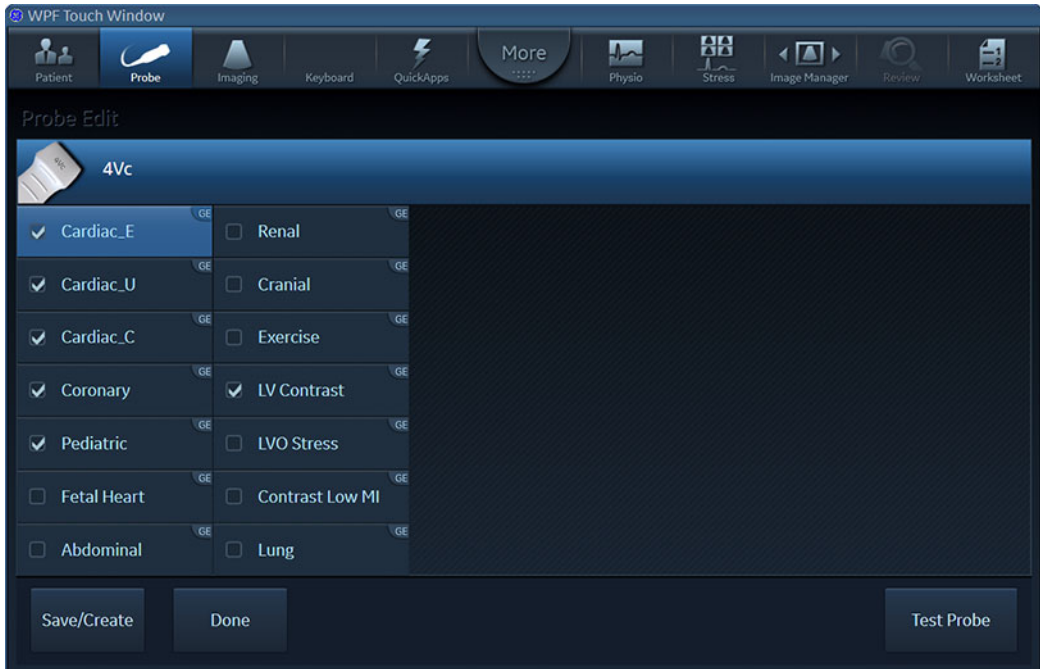 WPF Touch Window
Patient Probe Imaging Keyboard QuickApps More Physio Stress Image Manager Review Worksheet
Probe Edit
4Vc 4Vc
Cardiac_E GE Renal GE
Cardiac_U GE Cranial GE
Cardiac_C GE Exercise GE
Coronary GE LV Contrast GE
Pediatric GE LVO Stress GE
Fetal Heart GE Contrast Low MI GE
Abdominal GE Lung GE
Save/Create Done Test Probe